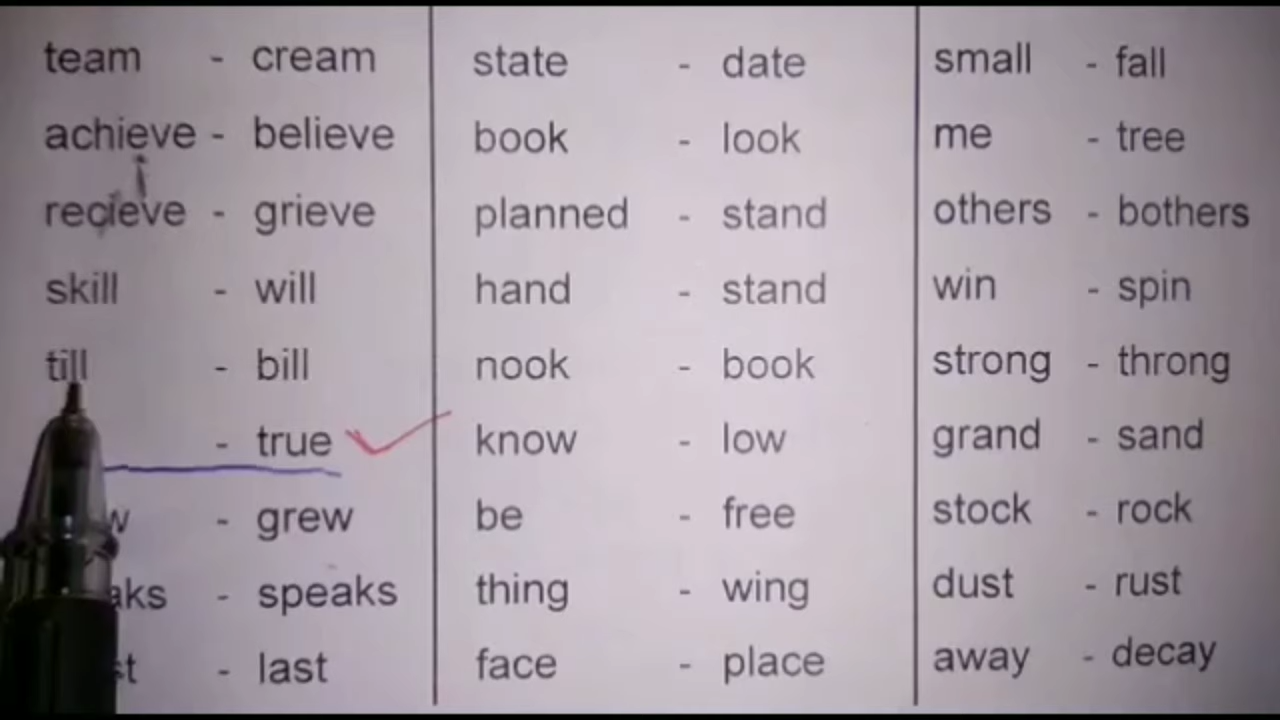 team - cream
achieve - believe
recieve - grieve
skill - will
till - bill
- true
- grew
- speaks
- last
state - date
book - look
planned - stand
hand - stand
nook - book
know - low
be - free
thing - wing
face - place
small - fall
me - tree
others - bothers
win - spin
strong - throng
grand - sand
stock - rock
dust - rust
away - decay